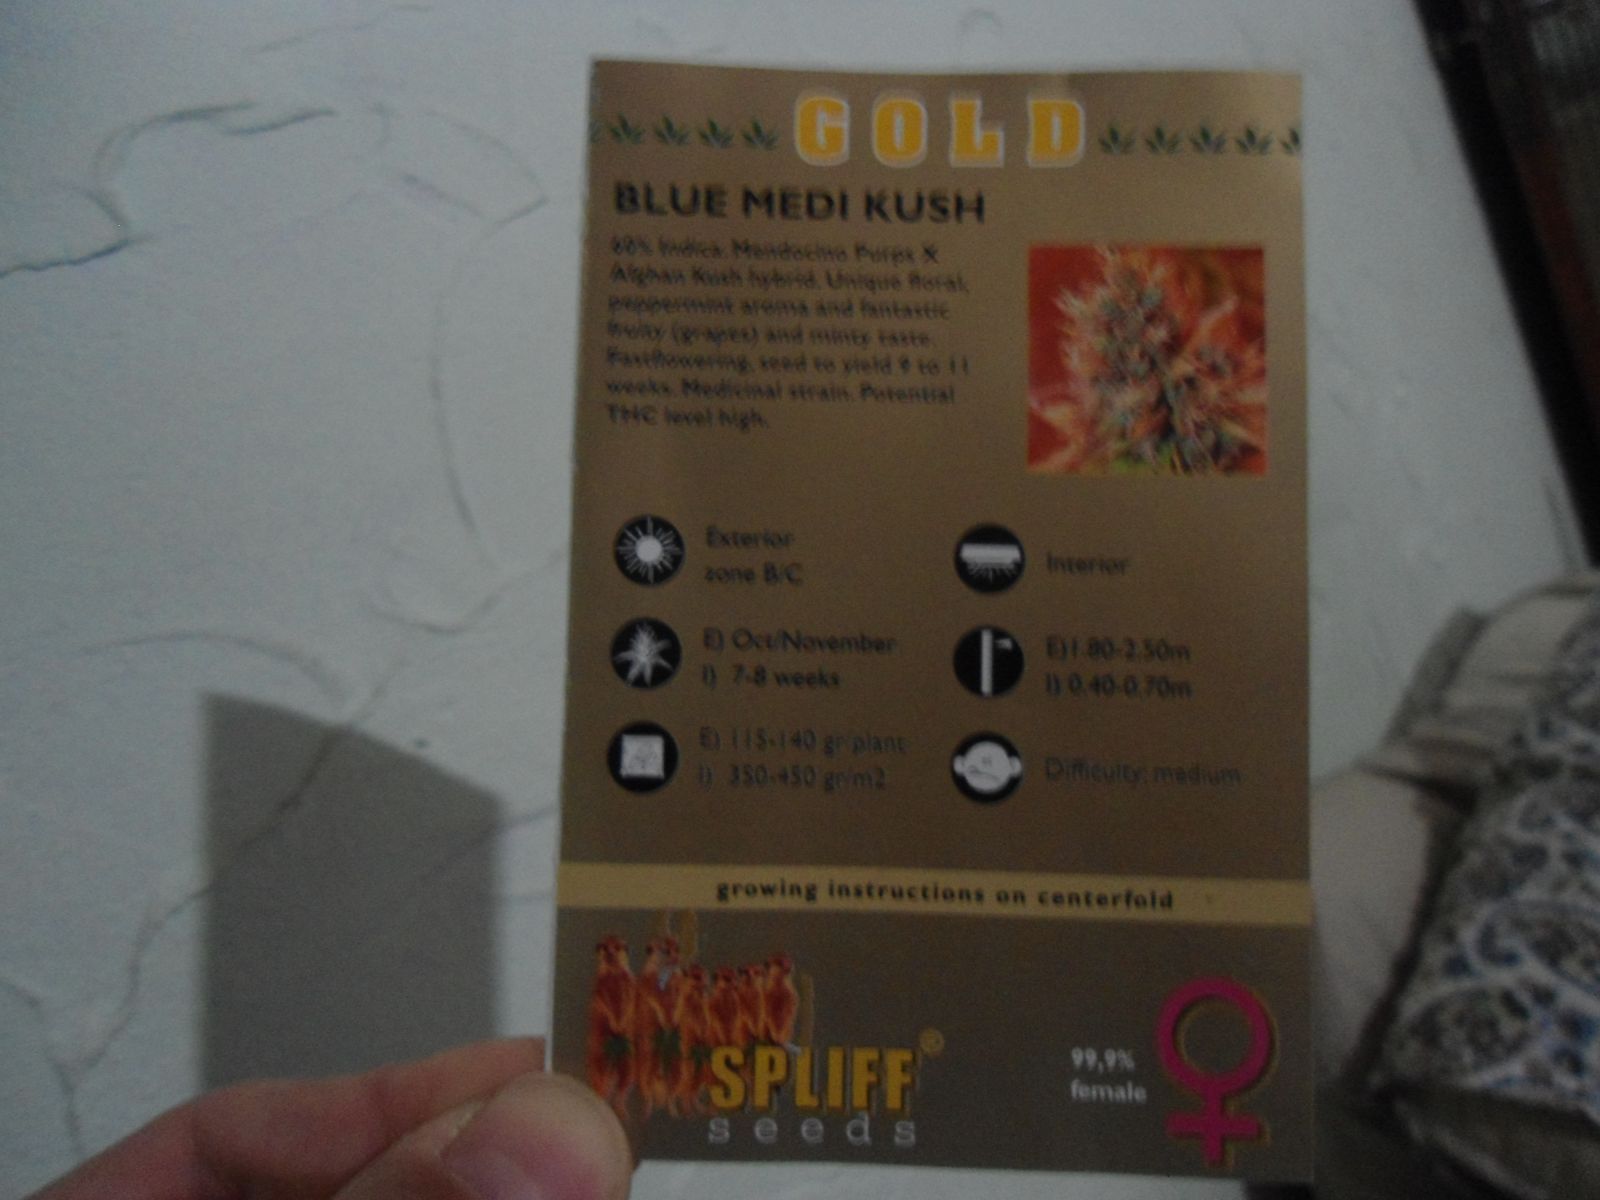 GOLD
BLUE MEDI KUSH
60% Indica. Mendocino Purps X
Afghan Kush hybrid. Unique floral,
peppermint aroma and fantastic
fruity (grapes) and minty taste.
Fastflowering, seed to yield 9 to 11
weeks. Medicinal strain. Potential
THC level high.
Exterior
zone B/C
Interior
E) Oct/November
I) 7-8 weeks
E)1.80-2.50m
I) 0.40-0.70m
E) 115-140 gr/plant
I) 350-450 gr/m2
Difficulty: medium
growing instructions on centerfold
SPLIFF®
seeds
99,9%
female